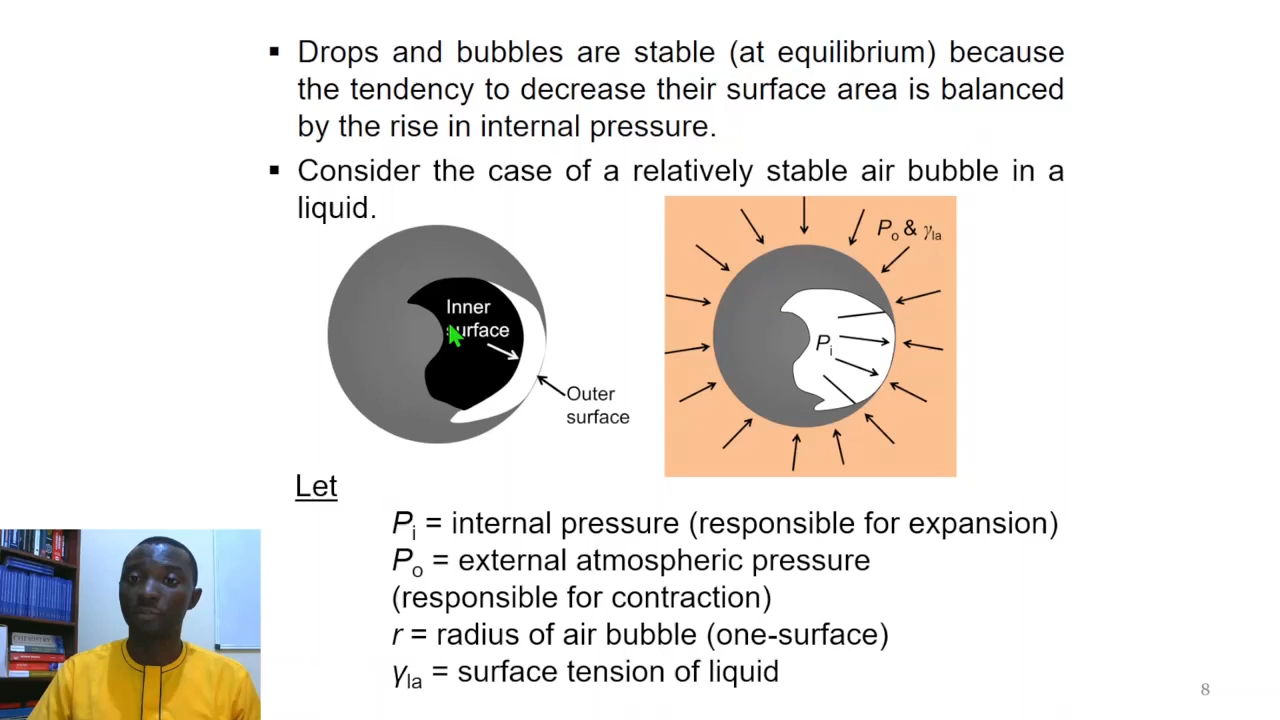 ▪ Drops and bubbles are stable (at equilibrium) because
the tendency to decrease their surface area is balanced
by the rise in internal pressure.
▪ Consider the case of a relatively stable air bubble in a
liquid.
Po & γla
Inner
surface
Pi
Outer
surface
Let
Pi = internal pressure (responsible for expansion)
Po = external atmospheric pressure
(responsible for contraction)
r = radius of air bubble (one-surface)
γla = surface tension of liquid
CHEMISTRY
8